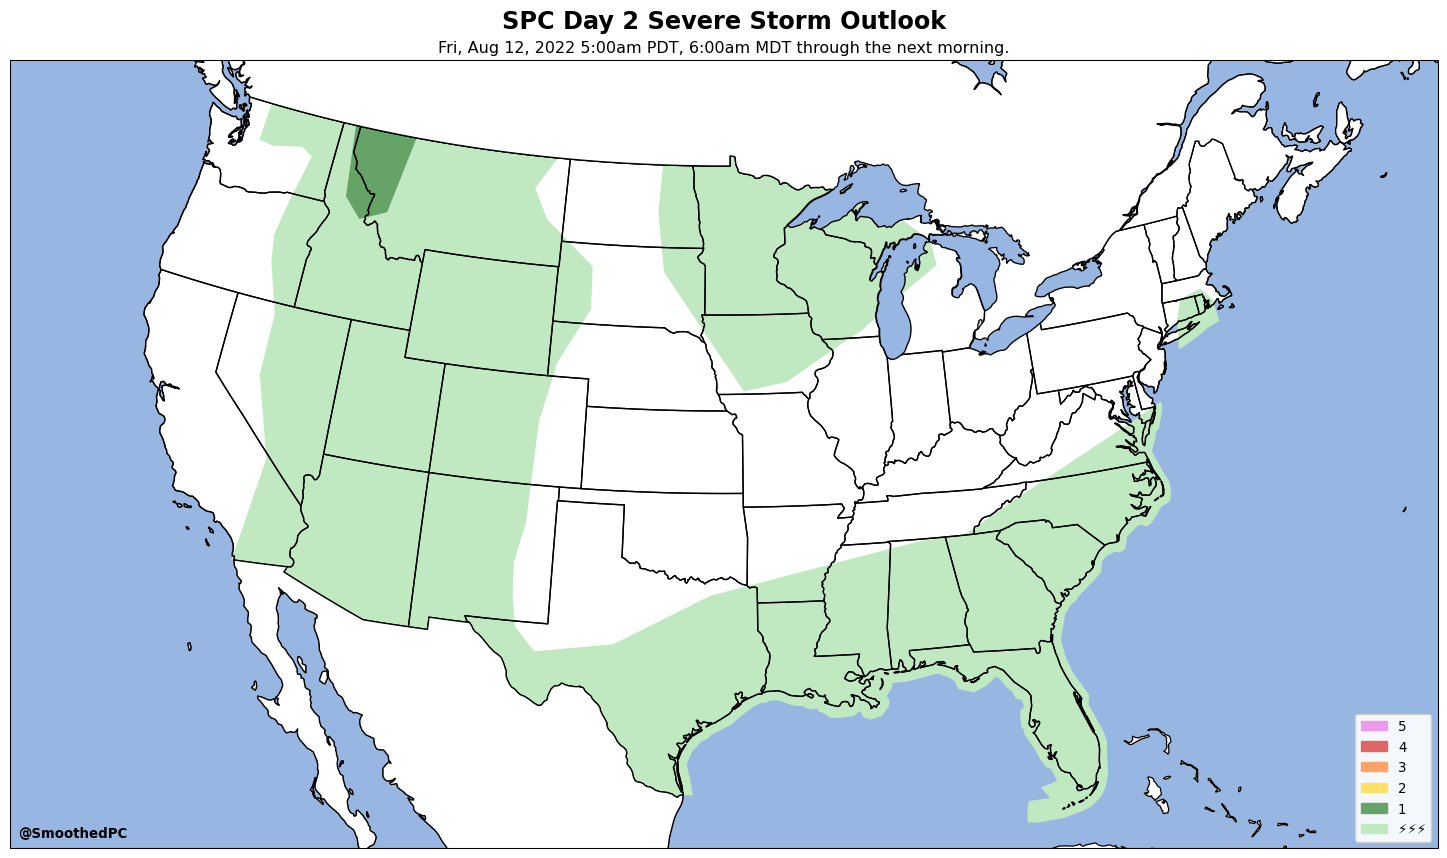 SPC Day 2 Severe Storm Outlook
Fri, Aug 12, 2022 5:00am PDT, 6:00am MDT through the next morning.
5
4
3
2
1
⚡⚡⚡
@SmoothedPC